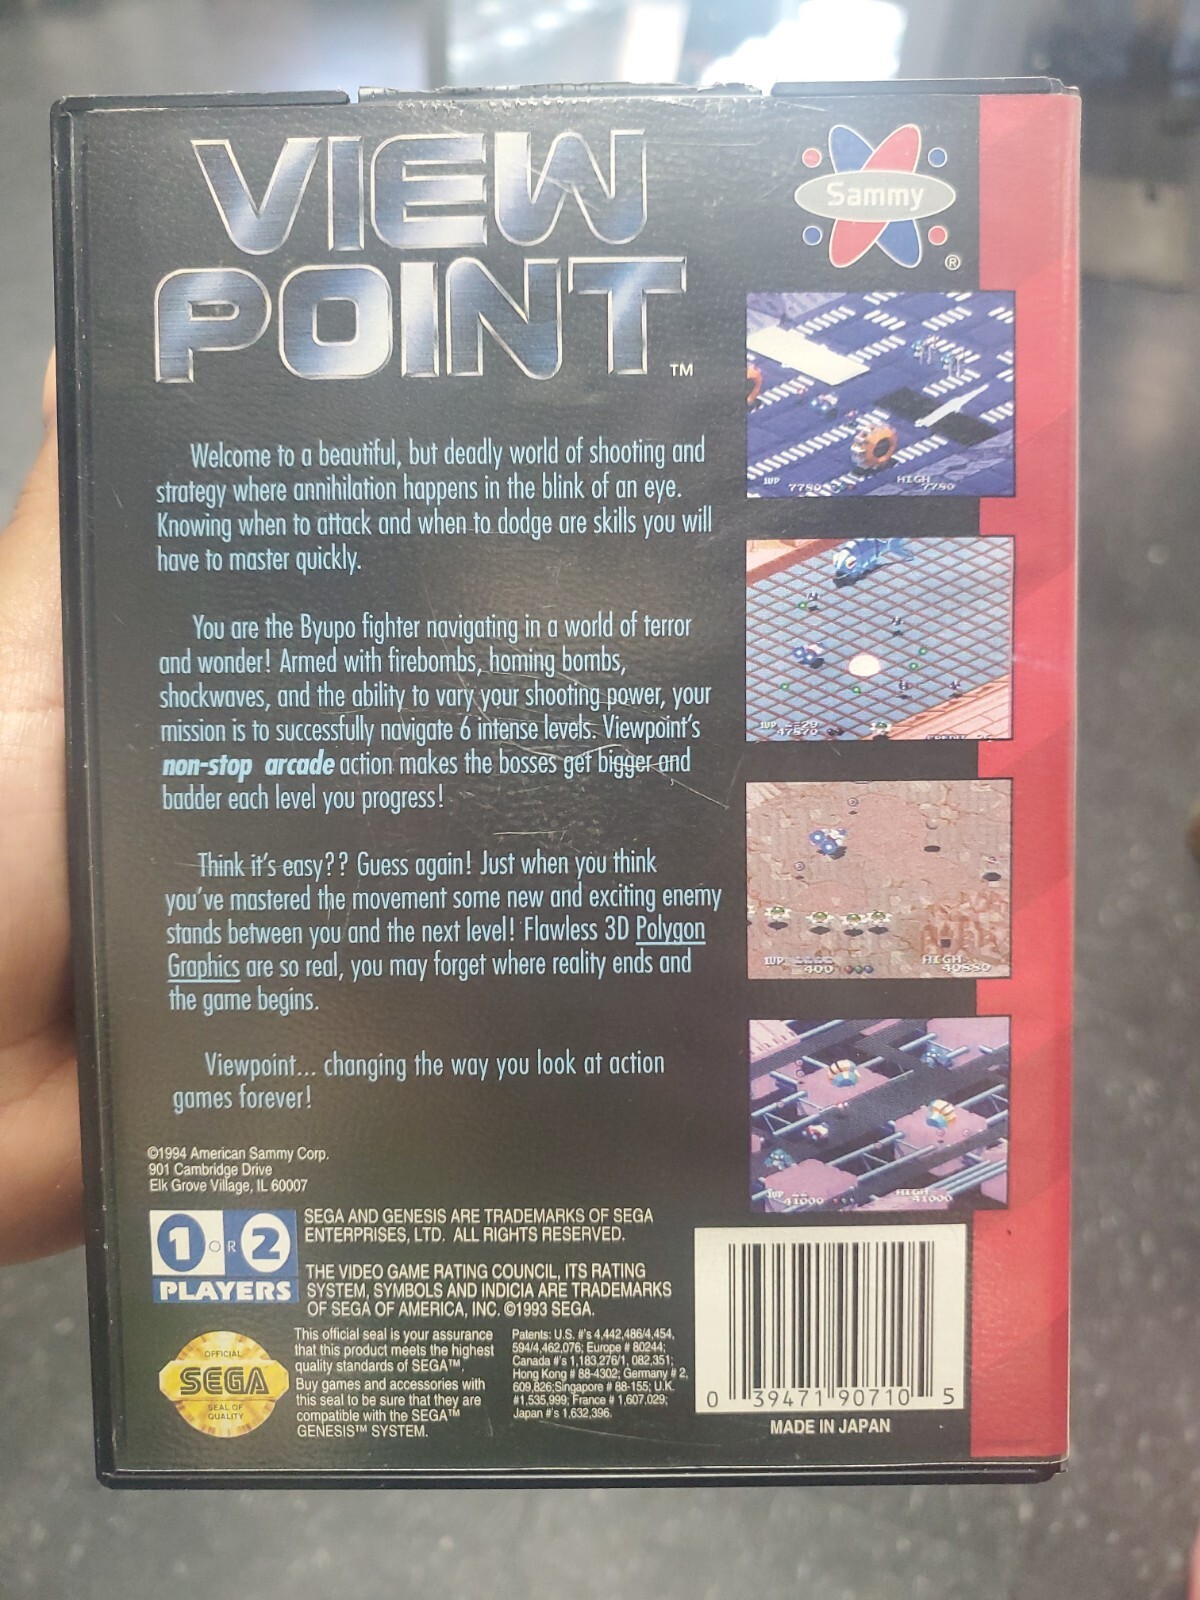 VIEW
POINT
TM
Sammy
®
1UP 7780 HIGH 7780
1UP
47870
1UP
400
HIGH
40880
1UP
41000
HIGH
41000
Welcome to a beautiful, but deadly world of shooting and
strategy where annihilation happens in the blink of an eye.
Knowing when to attack and when to dodge are skills you will
have to master quickly.
You are the Byupo fighter navigating in a world of terror
and wonder! Armed with firebombs, homing bombs,
shockwaves, and the ability to vary your shooting power, your
mission is to successfully navigate 6 intense levels. Viewpoint's
non-stop arcade action makes the bosses get bigger and
badder each level you progress!
Think it's easy?? Guess again! Just when you think
you've mastered the movement some new and exciting enemy
stands between you and the next level! Flawless 3D Polygon
Graphics are so real, you may forget where reality ends and
the game begins.
Viewpoint... changing the way you look at action
games forever!
©1994 American Sammy Corp.
901 Cambridge Drive
Elk Grove Village, IL 60007
1 OR 2
PLAYERS
SEGA AND GENESIS ARE TRADEMARKS OF SEGA
ENTERPRISES, LTD. ALL RIGHTS RESERVED.
THE VIDEO GAME RATING COUNCIL, ITS RATING
SYSTEM, SYMBOLS AND INDICIA ARE TRADEMARKS
OF SEGA OF AMERICA, INC. ©1993 SEGA.
OFFICIAL
SEGA
SEAL OF
QUALITY
This official seal is your assurance
that this product meets the highest
quality standards of SEGA™.
Buy games and accessories with
this seal to be sure that they are
compatible with the SEGA™
GENESIS™ SYSTEM.
Patents: U.S. #'s 4,442,486/4,454,
594/4,462,076; Europe # 80244;
Canada #'s 1,183,276/1, 082,351;
Hong Kong # 88-4302; Germany # 2,
609,826;Singapore # 88-155; U.K.
#1,535,999; France # 1,607,029;
Japan #'s 1,632,396.
0 39471 90710 5
MADE IN JAPAN